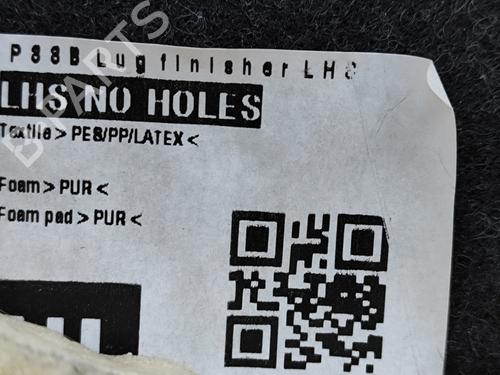 P33B Lug finisher LHS
LHS NO HOLES
Textile> PES/PP/LATEX<
Foam> PUR<
Foam pad> PUR<